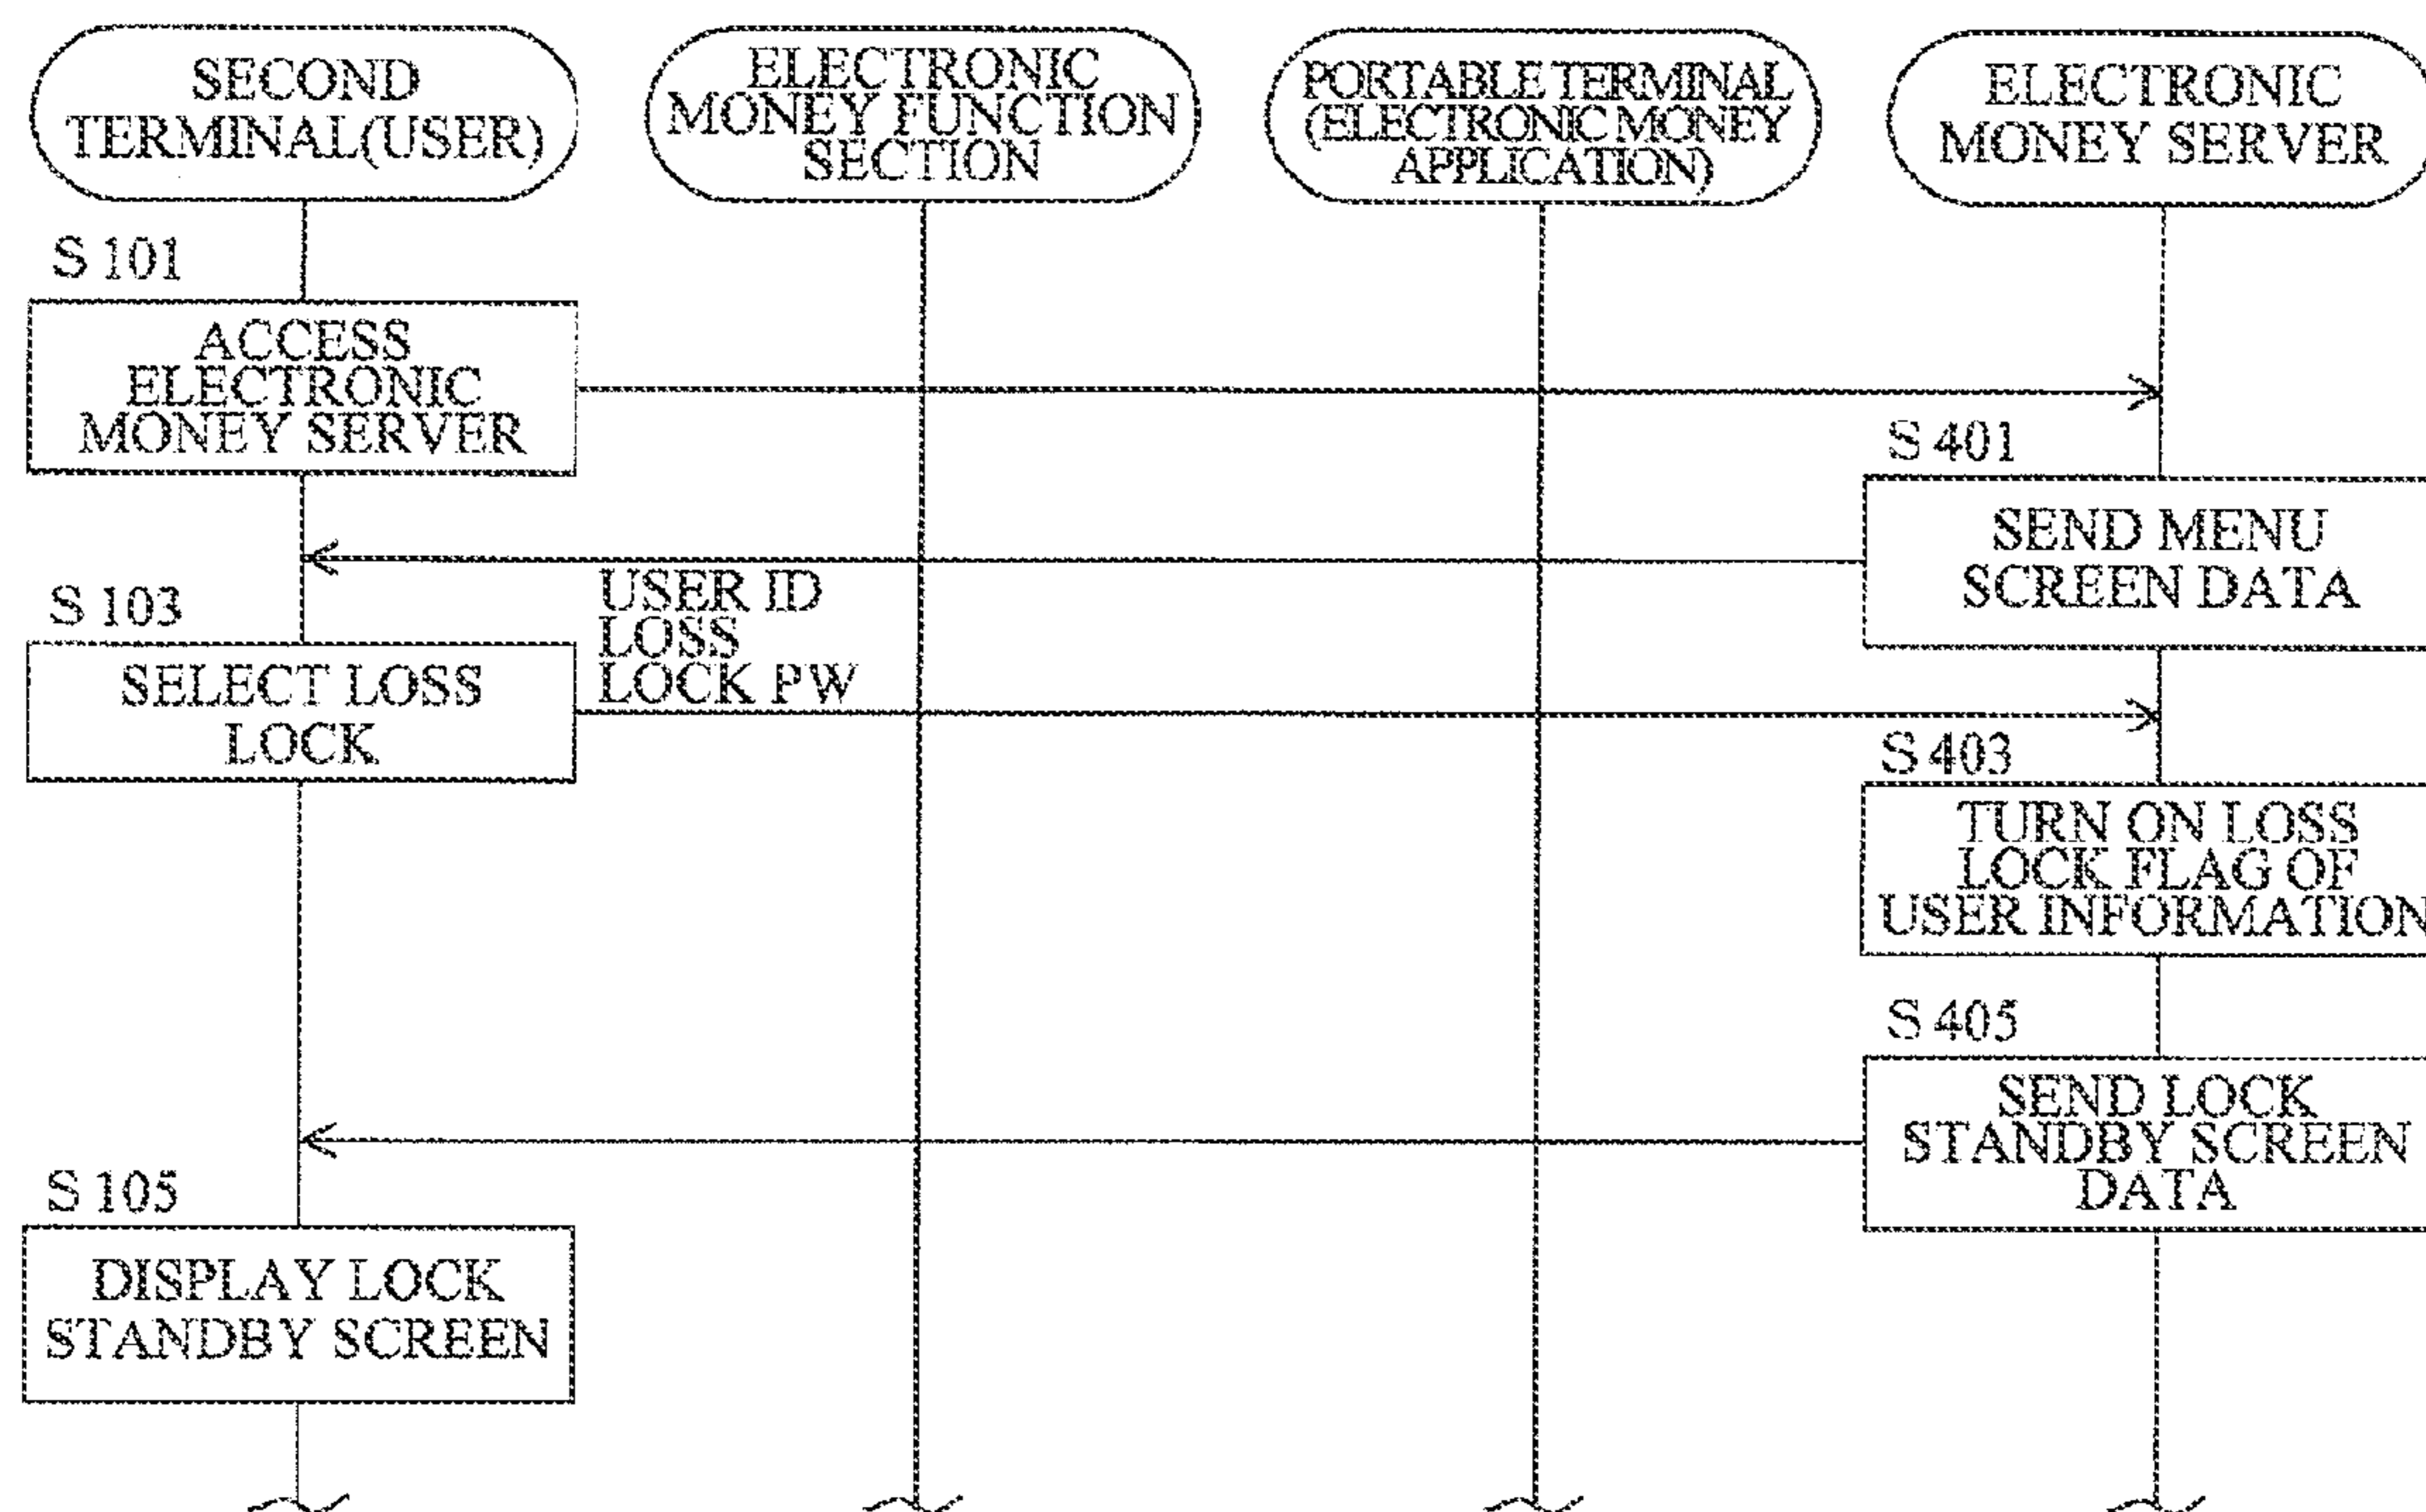 SECOND
TERMINAL(USER)
ELECTRONIC
MONEY FUNCTION
SECTION
PORTABLE TERMINAL
(ELECTRONIC MONEY
APPLICATION)
ELECTRONIC
MONEY SERVER
S 101
ACCESS
ELECTRONIC
MONEY SERVER
S 401
SEND MENU
SCREEN DATA
S 103
SELECT LOSS
LOCK
USER ID
LOSS
LOCK PW
S 403
TURN ON LOSS
LOCK FLAG OF
USER INFORMATION
S 405
SEND LOCK
STANDBY SCREEN
DATA
S 105
DISPLAY LOCK
STANDBY SCREEN